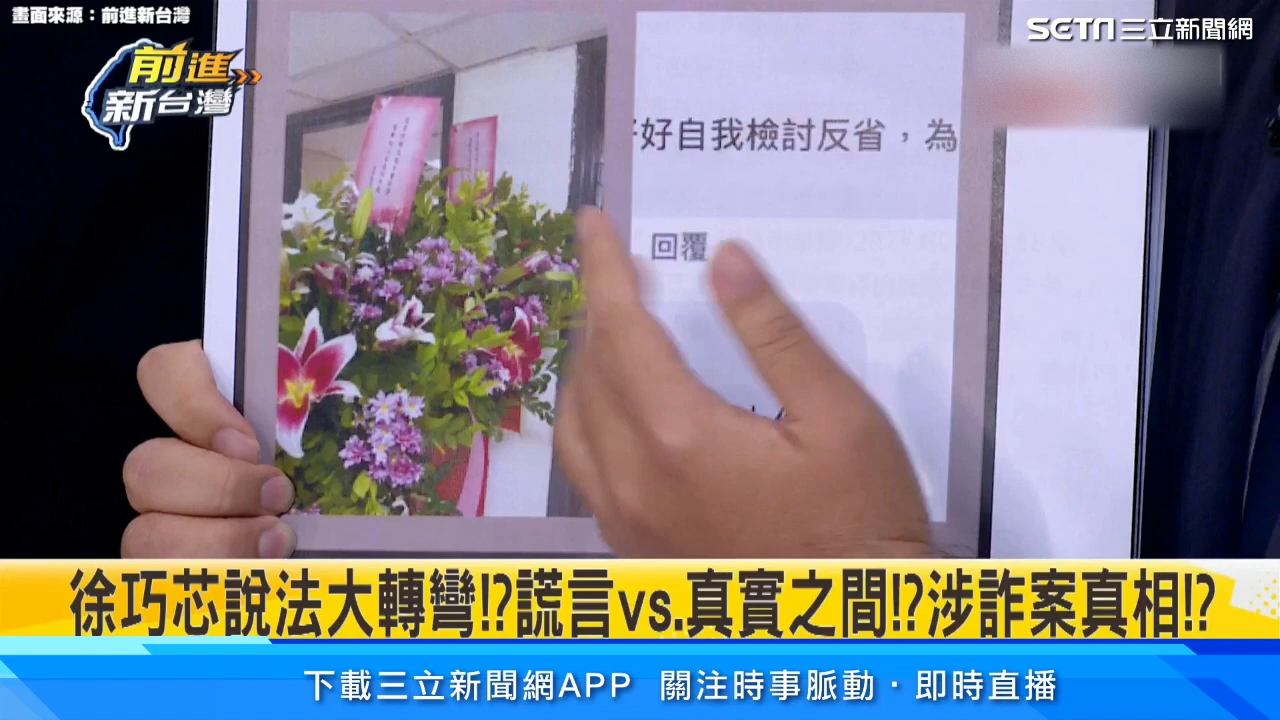 畫面來源：前進新台灣
SETN三立新聞網
前進
新台灣
好自我檢討反省，為
回覆
徐巧芯說法大轉彎!?謊言vs.真實之間!?涉詐案真相!?
下載三立新聞網APP 關注時事脈動·即時直播